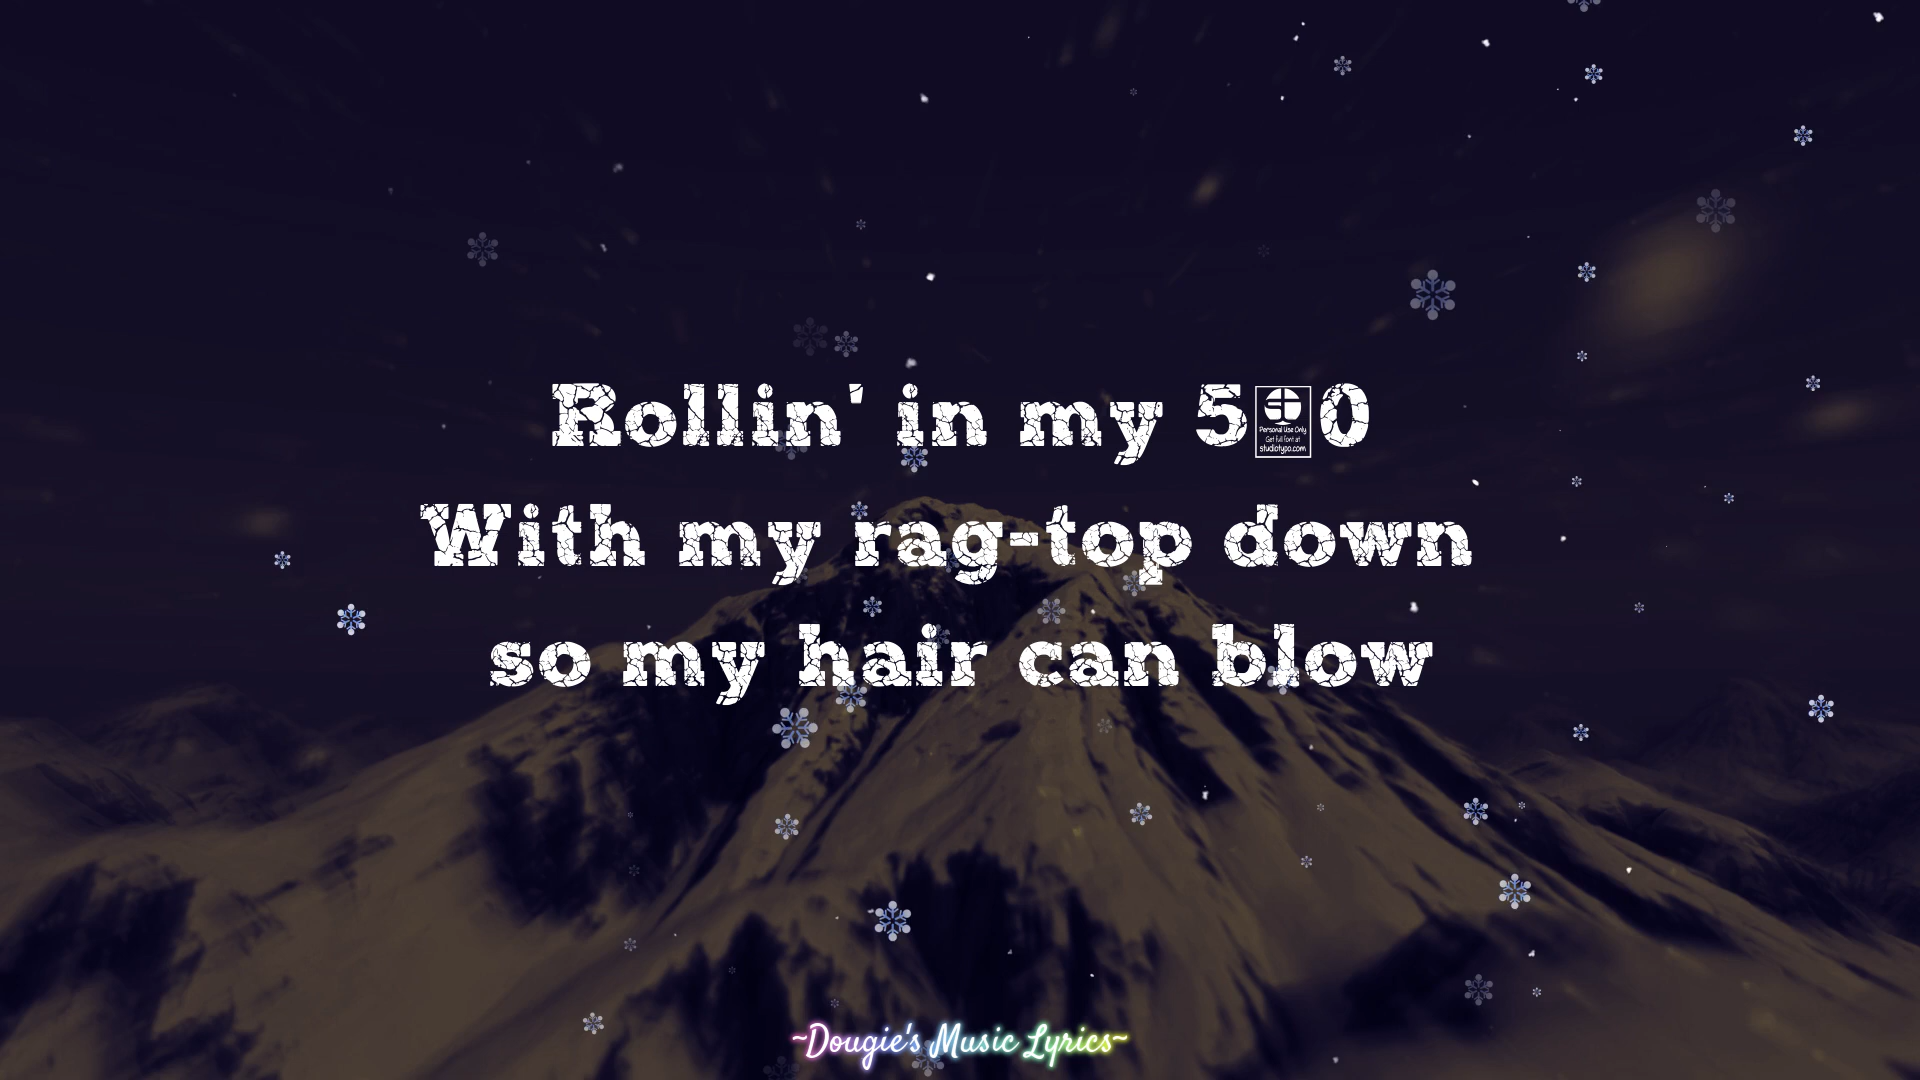 Rollin' in my 5 0
Personal Use Only
Get full font at
studiotypo.com
With my rag-top down
so my hair can blow
~Dougie's Music Lyrics~